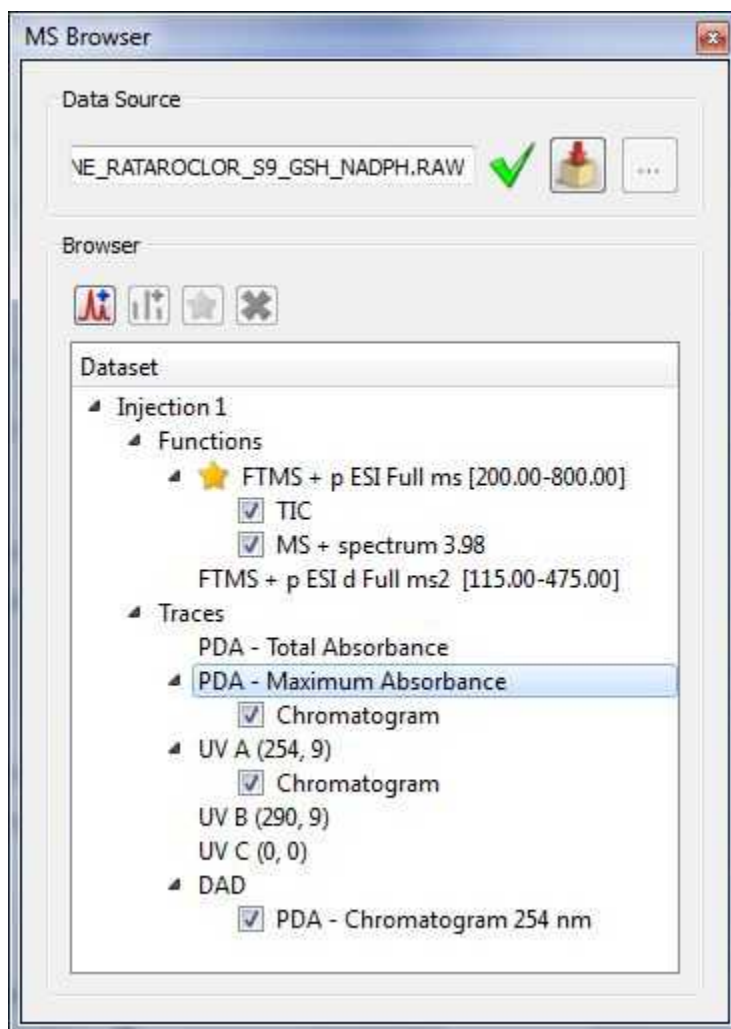 MS Browser
Data Source
NE_RATAROCLOR_S9_GSH_NADPH.RAW
...
Browser
Dataset
Injection 1
Functions
FTMS + p ESI Full ms [200.00-800.00]
TIC
MS + spectrum 3.98
FTMS + p ESI d Full ms2 [115.00-475.00]
Traces
PDA - Total Absorbance
PDA - Maximum Absorbance
Chromatogram
UV A (254, 9)
Chromatogram
UV B (290, 9)
UV C (0, 0)
DAD
PDA - Chromatogram 254 nm